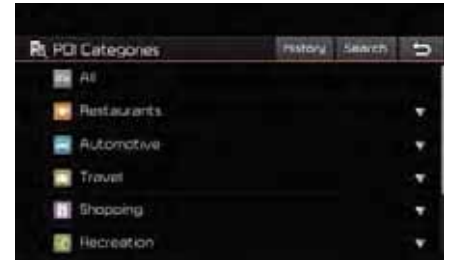 POI Categories History Search
All
Restaurants
Automotive
Travel
Shopping
Recreation